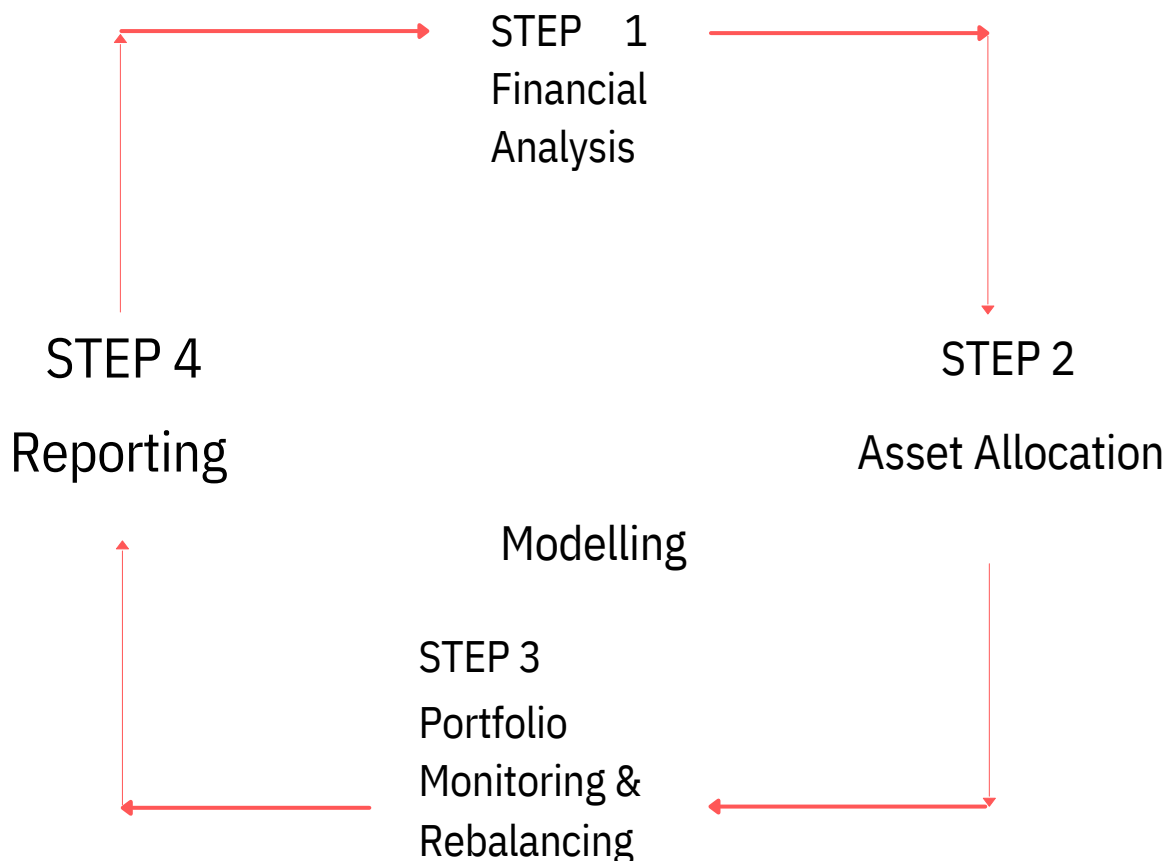 STEP 1
Financial
Analysis
STEP 4
Reporting
STEP 2
Asset Allocation
Modelling
STEP 3
Portfolio
Monitoring &
Rebalancing